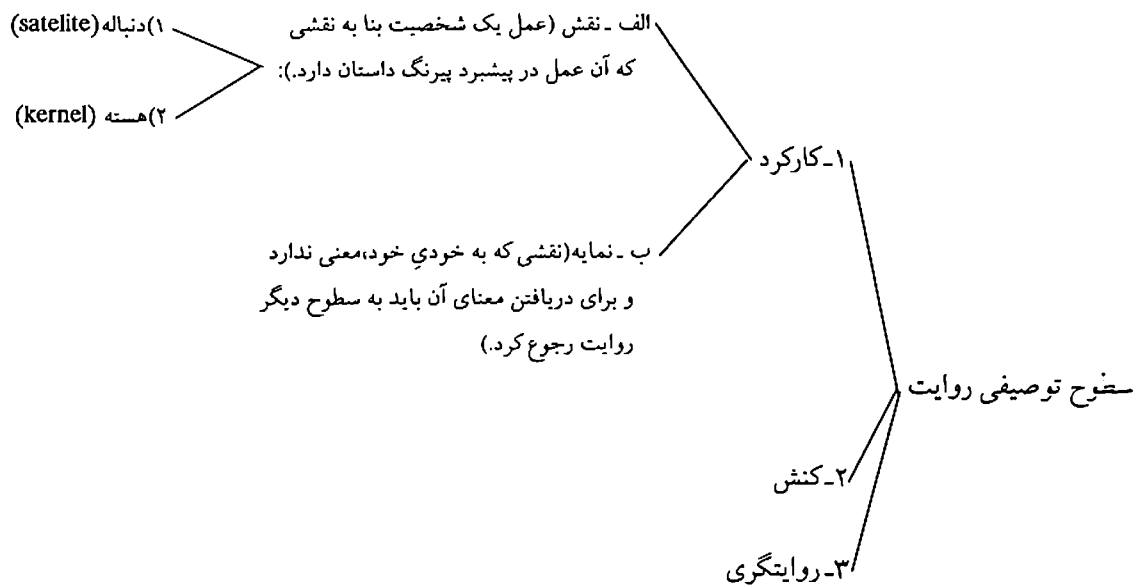 سطوح توصیفی روایت
۱ـ کارکرد
الف ـ نقش (عمل یک شخصیت بنا به نقشی
که آن عمل در پیشبرد پیرنگ داستان دارد.):
۱)دنباله(satelite)
۲)هسته (kernel)
ب ـ نمایه(نقشی که به خودیِ خود،معنی ندارد
و برای دریافتن معنای آن باید به سطوح دیگر
روایت رجوع کرد.)
۲ـ کنش
۳ـ روایتگری